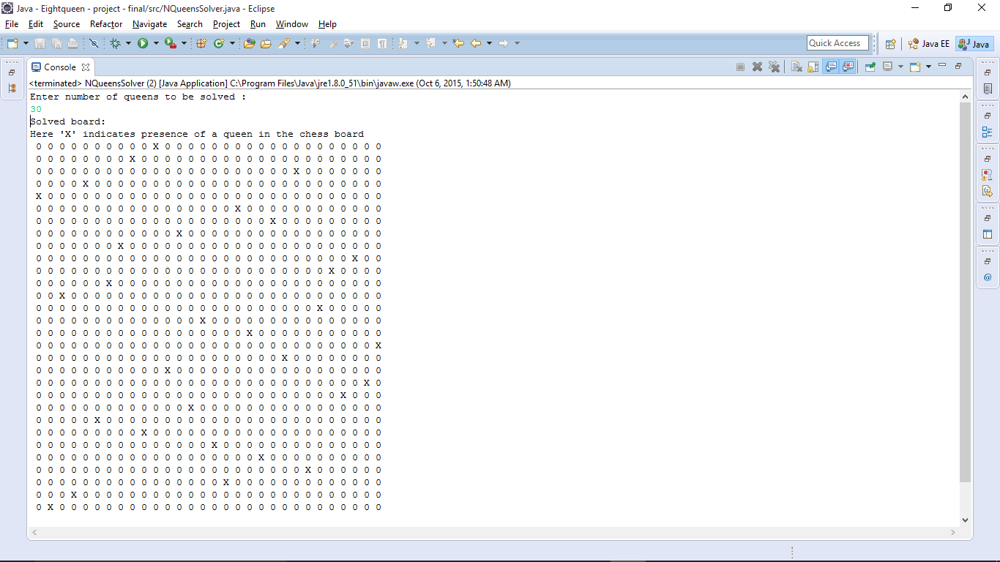 Java - Eightqueen - project - final/src/NQueensSolver.java - Eclipse
File Edit Source Refactor Navigate Search Project Run Window Help
Quick Access Java EE Java
Console
<terminated> NQueensSolver (2) [Java Application] C:\Program Files\Java\jre1.8.0_51\bin\javaw.exe (Oct 6, 2015, 1:50:48 AM)
Enter number of queens to be solved :
30
Solved board:
Here 'X' indicates presence of a queen in the chess board
0 0 0 0 0 0 0 0 0 0 X 0 0 0 0 0 0 0 0 0 0 0 0 0 0 0 0 0 0 0
0 0 0 0 0 0 0 0 X 0 0 0 0 0 0 0 0 0 0 0 0 0 0 0 0 0 0 0 0 0
0 0 0 0 0 0 0 0 0 0 0 0 0 0 0 0 0 0 0 0 0 0 X 0 0 0 0 0 0 0
0 0 0 0 X 0 0 0 0 0 0 0 0 0 0 0 0 0 0 0 0 0 0 0 0 0 0 0 0 0
X 0 0 0 0 0 0 0 0 0 0 0 0 0 0 0 0 0 0 0 0 0 0 0 0 0 0 0 0 0
0 0 0 0 0 0 0 0 0 0 0 0 0 0 0 0 0 X 0 0 0 0 0 0 0 0 0 0 0 0
0 0 0 0 0 0 0 0 0 0 0 0 0 0 0 0 0 0 0 0 X 0 0 0 0 0 0 0 0 0
0 0 0 0 0 0 0 0 0 0 0 0 X 0 0 0 0 0 0 0 0 0 0 0 0 0 0 0 0 0
0 0 0 0 0 0 0 X 0 0 0 0 0 0 0 0 0 0 0 0 0 0 0 0 0 0 0 0 0 0
0 0 0 0 0 0 0 0 0 0 0 0 0 0 0 0 0 0 0 0 0 0 0 0 0 0 0 X 0 0
0 0 0 0 0 0 0 0 0 0 0 0 0 0 0 0 0 0 0 0 0 0 0 0 0 X 0 0 0 0
0 0 0 0 0 0 X 0 0 0 0 0 0 0 0 0 0 0 0 0 0 0 0 0 0 0 0 0 0 0
0 0 X 0 0 0 0 0 0 0 0 0 0 0 0 0 0 0 0 0 0 0 0 0 0 0 0 0 0 0
0 0 0 0 0 0 0 0 0 0 0 0 0 0 0 0 0 0 0 0 0 0 0 0 X 0 0 0 0 0
0 0 0 0 0 0 0 0 0 0 0 0 0 0 X 0 0 0 0 0 0 0 0 0 0 0 0 0 0 0
0 0 0 0 0 0 0 0 0 0 0 0 0 0 0 0 0 0 X 0 0 0 0 0 0 0 0 0 0 0
0 0 0 0 0 0 0 0 0 0 0 0 0 0 0 0 0 0 0 0 0 0 0 0 0 0 0 0 0 X
0 0 0 0 0 0 0 0 0 0 0 0 0 0 0 0 0 0 0 0 0 X 0 0 0 0 0 0 0 0
0 0 0 0 0 0 0 0 0 0 0 X 0 0 0 0 0 0 0 0 0 0 0 0 0 0 0 0 0 0
0 0 0 0 0 0 0 0 0 0 0 0 0 0 0 0 0 0 0 0 0 0 0 0 0 0 0 0 X 0
0 0 0 0 0 0 0 0 0 0 0 0 0 0 0 0 0 0 0 0 0 0 0 0 0 0 X 0 0 0
0 0 0 0 0 0 0 0 0 0 0 0 0 X 0 0 0 0 0 0 0 0 0 0 0 0 0 0 0 0
0 0 0 0 0 X 0 0 0 0 0 0 0 0 0 0 0 0 0 0 0 0 0 0 0 0 0 0 0 0
0 0 0 0 0 0 0 0 0 X 0 0 0 0 0 0 0 0 0 0 0 0 0 0 0 0 0 0 0 0
0 0 0 0 0 0 0 0 0 0 0 0 0 0 0 X 0 0 0 0 0 0 0 0 0 0 0 0 0 0
0 0 0 0 0 0 0 0 0 0 0 0 0 0 0 0 0 0 0 X 0 0 0 0 0 0 0 0 0 0
0 0 0 0 0 0 0 0 0 0 0 0 0 0 0 0 0 0 0 0 0 0 0 X 0 0 0 0 0 0
0 0 0 0 0 0 0 0 0 0 0 0 0 0 0 0 X 0 0 0 0 0 0 0 0 0 0 0 0 0
0 0 0 X 0 0 0 0 0 0 0 0 0 0 0 0 0 0 0 0 0 0 0 0 0 0 0 0 0 0
0 X 0 0 0 0 0 0 0 0 0 0 0 0 0 0 0 0 0 0 0 0 0 0 0 0 0 0 0 0